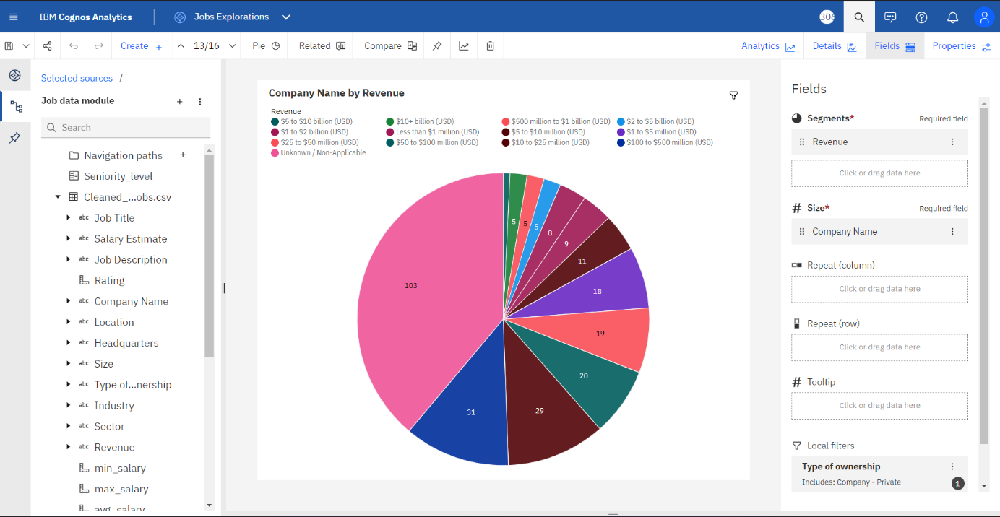 IBM Cognos Analytics
Jobs Explorations
306
Create +
13/16
Pie
Related
Compare
Analytics
Details
Fields
Properties
Selected sources /
Job data module
Search
Navigation paths
Seniority_level
Cleaned_...obs.csv
abc Job Title
abc Salary Estimate
abc Job Description
Rating
abc Company Name
abc Location
abc Headquarters
abc Size
abc Type of...nership
abc Industry
abc Sector
abc Revenue
min_salary
max_salary
avg_salary
Company Name by Revenue
Revenue
$5 to $10 billion (USD) $10+ billion (USD) $500 million to $1 billion (USD) $2 to $5 billion (USD)
$1 to $2 billion (USD) Less than $1 million (USD) $5 to $10 million (USD) $1 to $5 million (USD)
$25 to $50 million (USD) $50 to $100 million (USD) $10 to $25 million (USD) $100 to $500 million (USD)
Unknown / Non-Applicable
5
5
5
8
9
11
18
19
20
29
31
103
Fields
Segments* Required field
Revenue
Click or drag data here
Size* Required field
Company Name
Repeat (column)
Click or drag data here
Repeat (row)
Click or drag data here
Tooltip
Click or drag data here
Local filters
Type of ownership
Includes: Company - Private
1